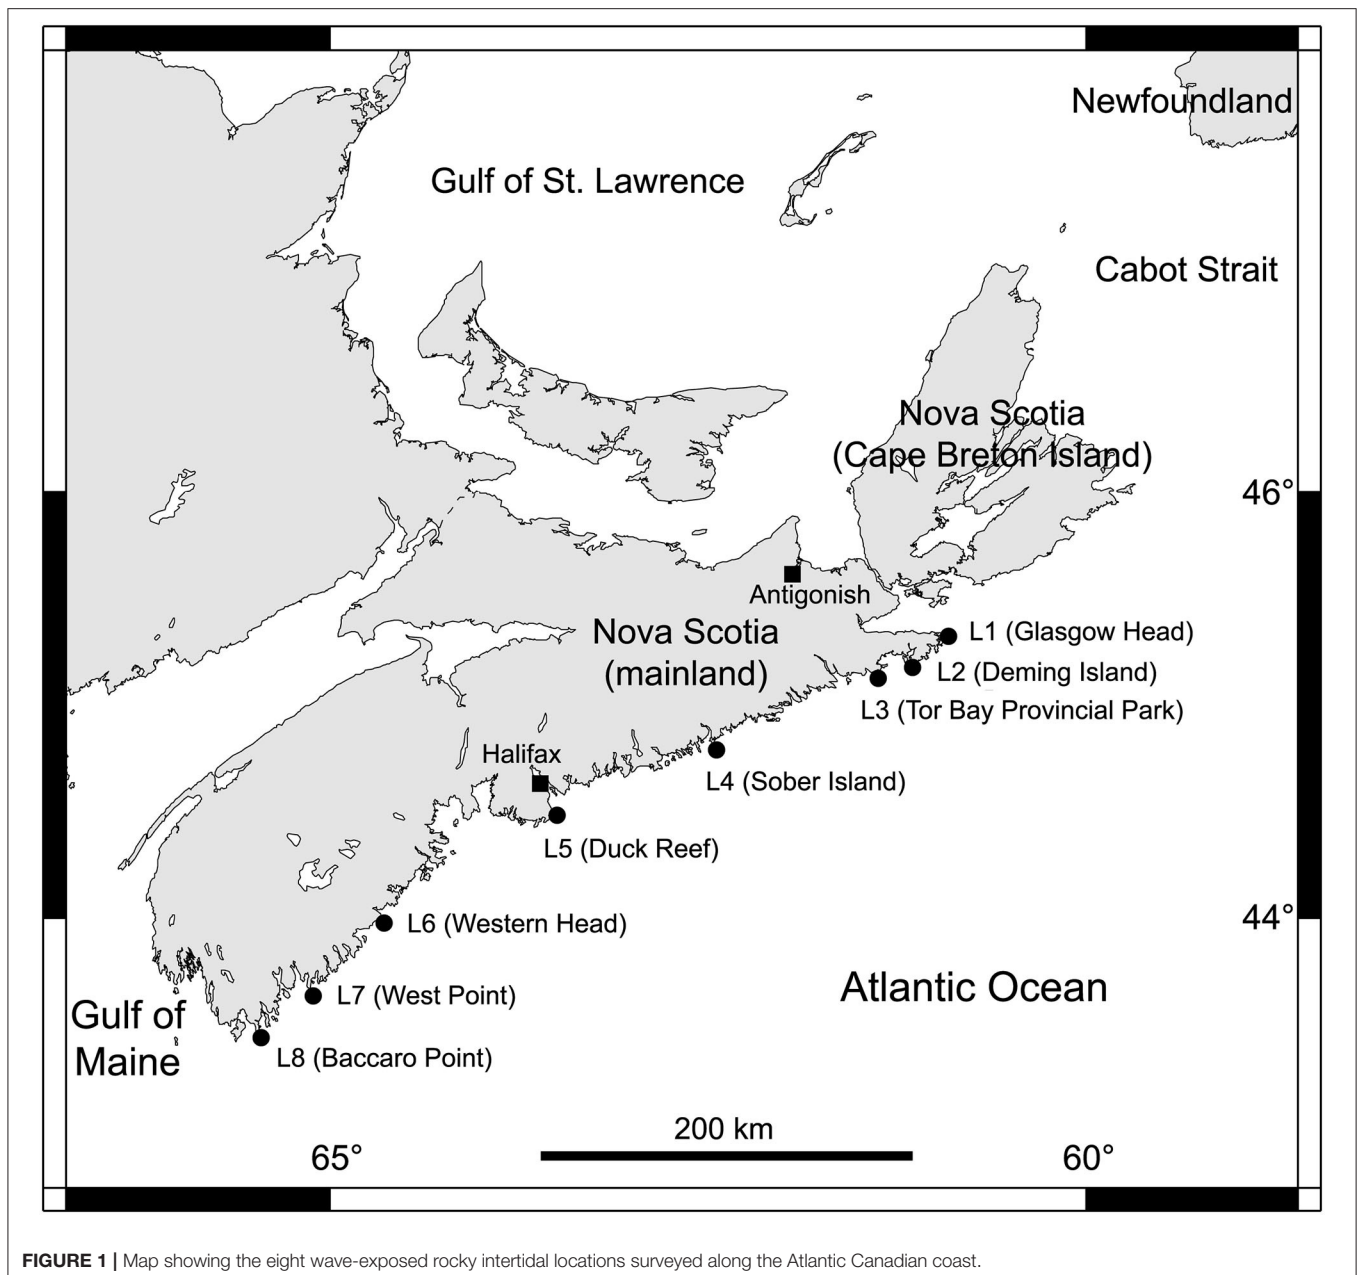 Newfoundland
Gulf of St. Lawrence
Cabot Strait
Nova Scotia
(Cape Breton Island)
46°
Antigonish
Nova Scotia
(mainland)
L1 (Glasgow Head)
L2 (Deming Island)
L3 (Tor Bay Provincial Park)
Halifax
L4 (Sober Island)
L5 (Duck Reef)
44°
L6 (Western Head)
Atlantic Ocean
L7 (West Point)
Gulf of
Maine
L8 (Baccaro Point)
200 km
65°
60°
FIGURE 1 | Map showing the eight wave-exposed rocky intertidal locations surveyed along the Atlantic Canadian coast.